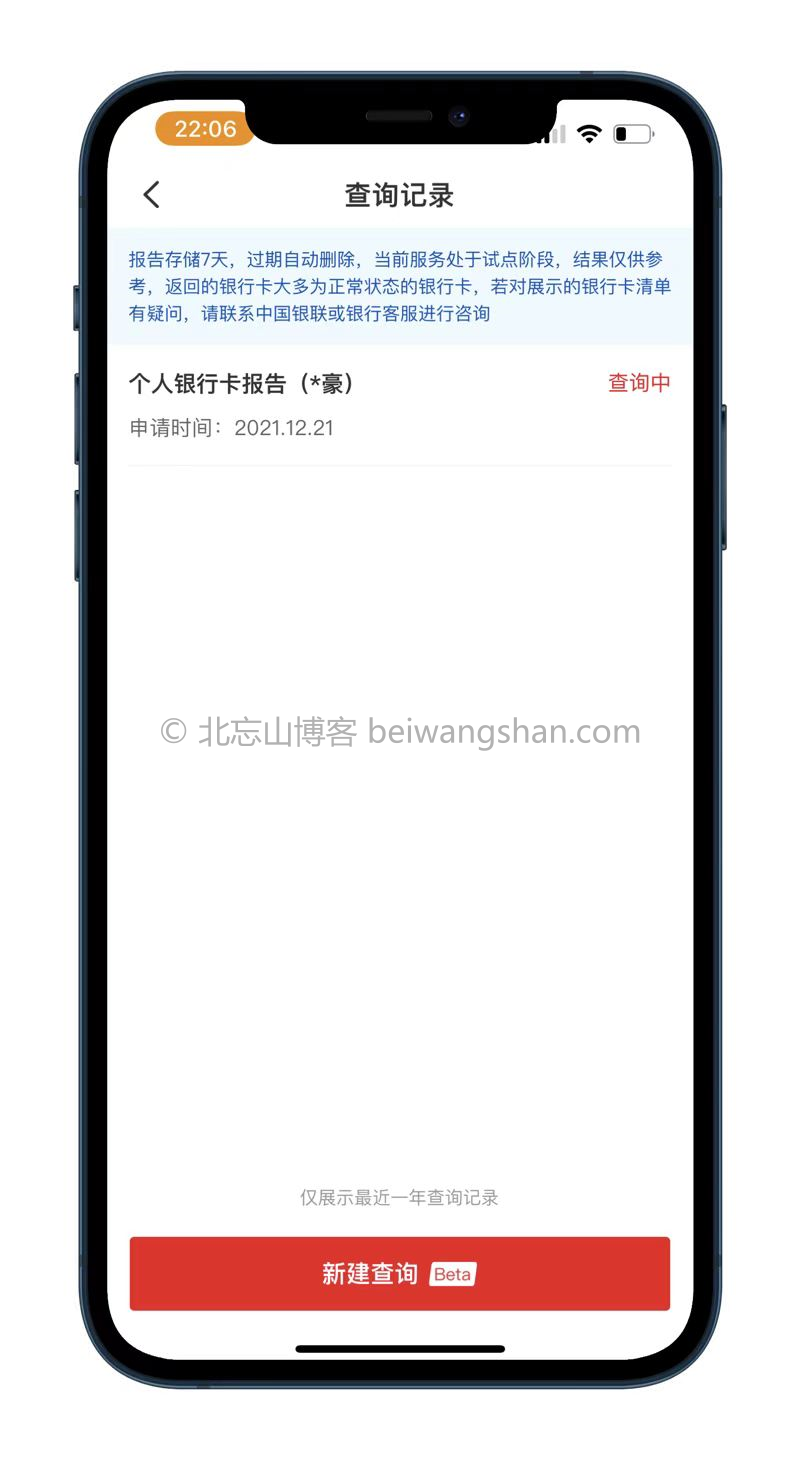 22:06
查询记录
报告存储7天，过期自动删除，当前服务处于试点阶段，结果仅供参
考，返回的银行卡大多为正常状态的银行卡，若对展示的银行卡清单
有疑问，请联系中国银联或银行客服进行咨询
个人银行卡报告（*豪）
查询中
申请时间：2021.12.21
© 北忘山博客 beiwangshan.com
仅展示最近一年查询记录
新建查询 Beta